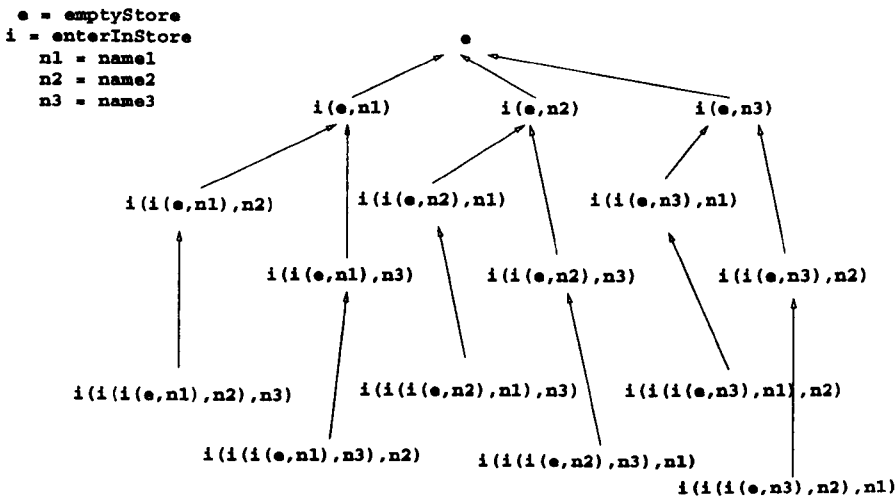 e = emptyStore
i = enterInStore
n1 = name1
n2 = name2
n3 = name3
e
i(e,n1)
i(e,n2)
i(e,n3)
i(i(e,n1),n2)
i(i(e,n2),n1)
i(i(e,n3),n1)
i(i(e,n1),n3)
i(i(e,n2),n3)
i(i(e,n3),n2)
i(i(i(e,n1),n2),n3)
i(i(i(e,n2),n1),n3)
i(i(i(e,n3),n1),n2)
i(i(i(e,n1),n3),n2)
i(i(i(e,n2),n3),n1)
i(i(i(e,n3),n2),n1)